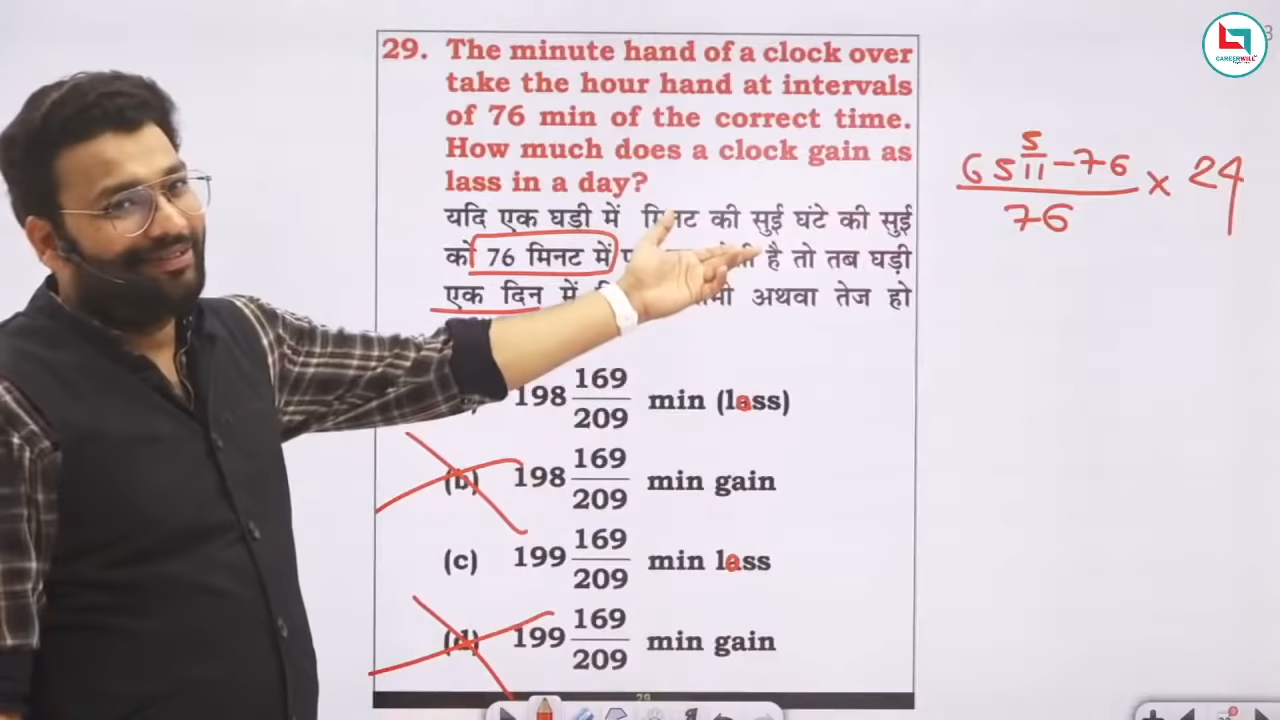 29. The minute hand of a clock over
take the hour hand at intervals
of 76 min of the correct time.
How much does a clock gain as
lass in a day?
यदि एक घड़ी में मिनट की सुई घंटे की सुई
को 76 मिनट में है तो तब घड़ी
एक दिन में अथवा तेज हो
198 169/209 min (lass)
(b) 198 169/209 min gain
(c) 199 169/209 min lass
(d) 199 169/209 min gain
29
65 5/11 - 76 / 76 × 24
CAREERWILL